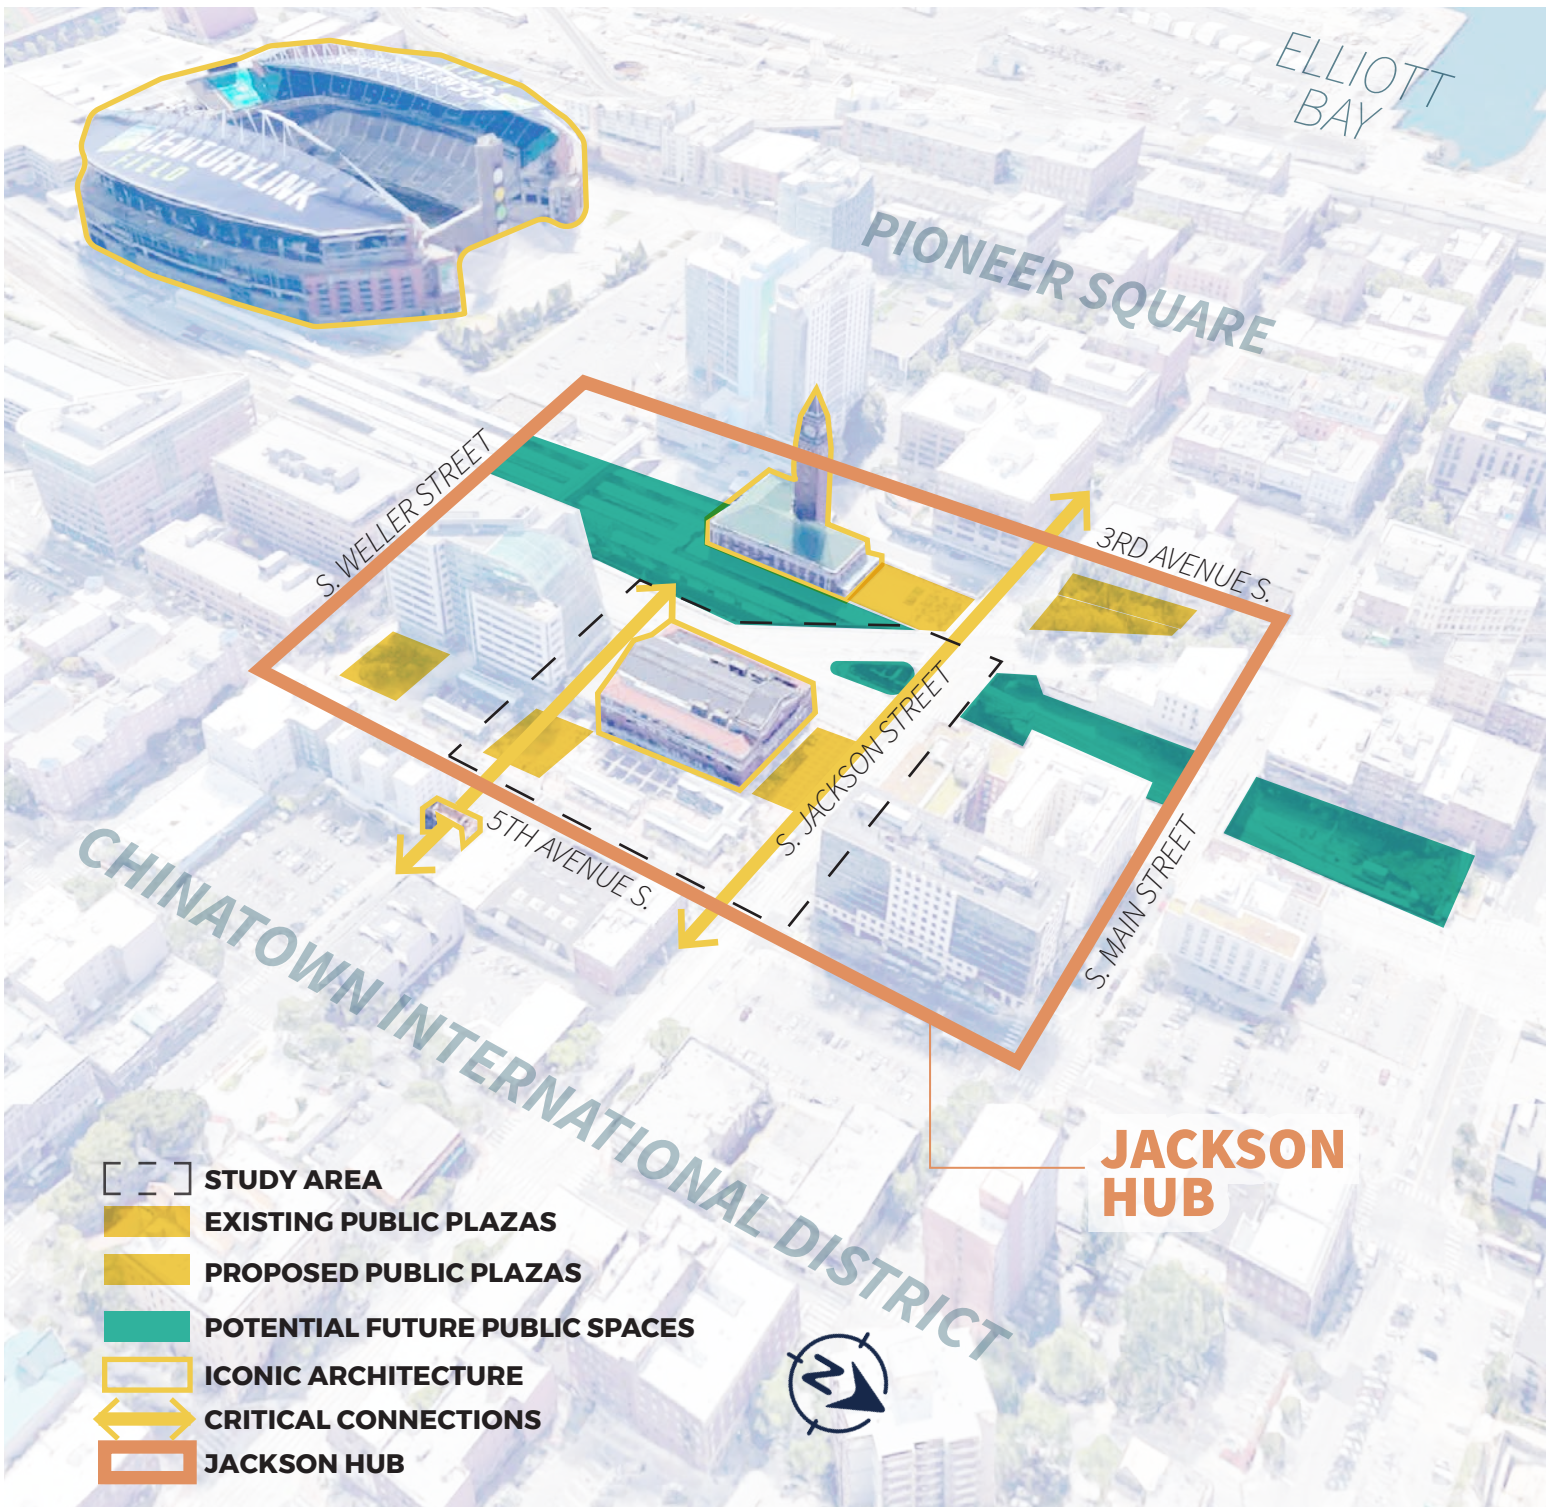 ELLIOTT
BAY
CENTURYLINK
FIELD
PIONEER SQUARE
S. WELLER STREET
3RD AVENUE S.
S. JACKSON STREET
5TH AVENUE S.
S. MAIN STREET
CHINATOWN INTERNATIONAL DISTRICT
JACKSON
HUB
STUDY AREA
EXISTING PUBLIC PLAZAS
PROPOSED PUBLIC PLAZAS
POTENTIAL FUTURE PUBLIC SPACES
ICONIC ARCHITECTURE
CRITICAL CONNECTIONS
JACKSON HUB
N